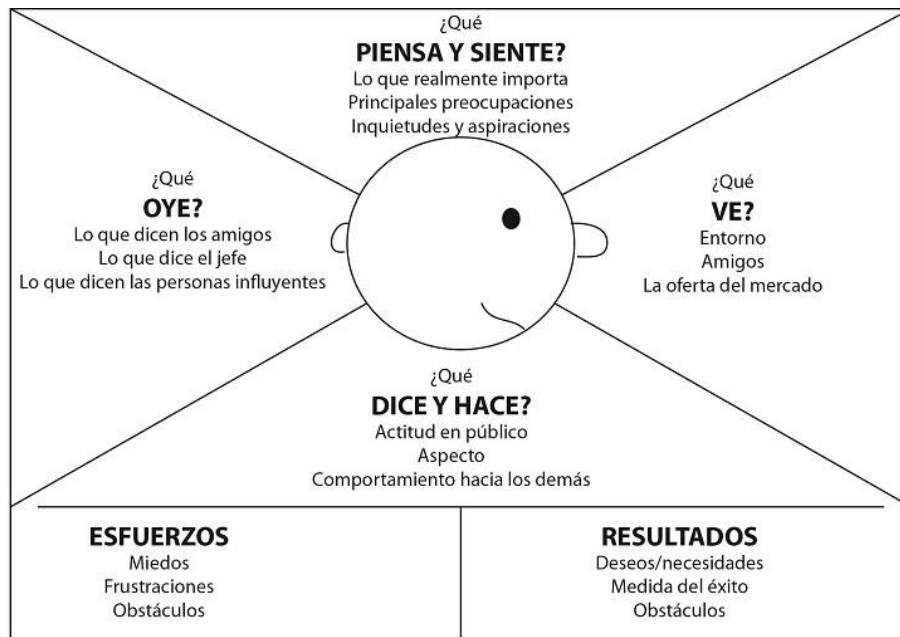 ¿Qué
PIENSA Y SIENTE?
Lo que realmente importa
Principales preocupaciones
Inquietudes y aspiraciones
¿Qué
OYE?
Lo que dicen los amigos
Lo que dice el jefe
Lo que dicen las personas influyentes
¿Qué
VE?
Entorno
Amigos
La oferta del mercado
¿Qué
DICE Y HACE?
Actitud en público
Aspecto
Comportamiento hacia los demás
ESFUERZOS
Miedos
Frustraciones
Obstáculos
RESULTADOS
Deseos/necesidades
Medida del éxito
Obstáculos